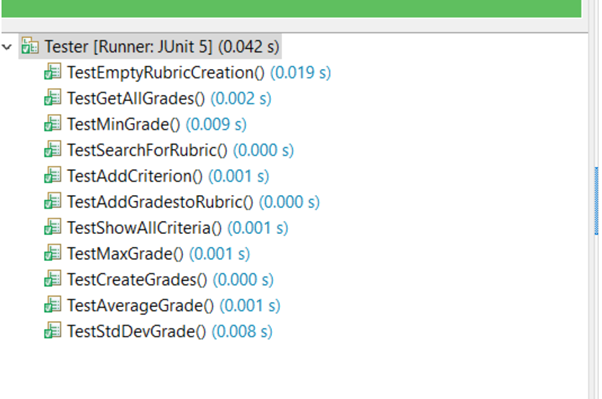 Tester [Runner: JUnit 5] (0.042 s)
TestEmptyRubricCreation() (0.019 s)
TestGetAllGrades() (0.002 s)
TestMinGrade() (0.009 s)
TestSearchForRubric() (0.000 s)
TestAddCriterion() (0.001 s)
TestAddGradestoRubric() (0.000 s)
TestShowAllCriteria() (0.001 s)
TestMaxGrade() (0.001 s)
TestCreateGrades() (0.000 s)
TestAverageGrade() (0.001 s)
TestStdDevGrade() (0.008 s)